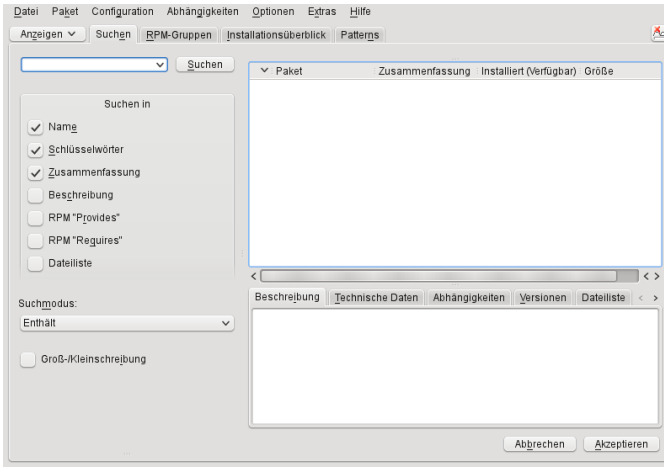 Datei Paket Configuration Abhängigkeiten Optionen Extras Hilfe
Anzeigen Suchen RPM-Gruppen Installationsüberblick Patterns
Suchen
Suchen in
Name
Schlüsselwörter
Zusammenfassung
Beschreibung
RPM "Provides"
RPM "Requires"
Dateiliste
Suchmodus:
Enthält
Groß-/Kleinschreibung
Paket Zusammenfassung Installiert (Verfügbar) Größe
Beschreibung Technische Daten Abhängigkeiten Versionen Dateiliste
Abbrechen Akzeptieren